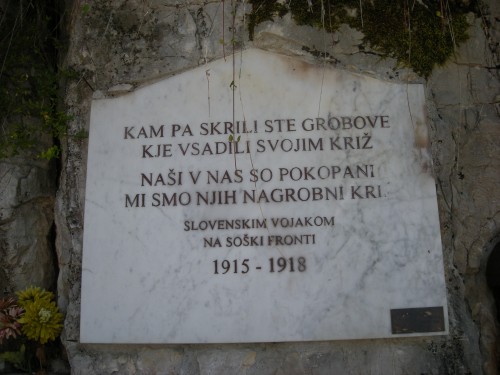 KAM PA SKRILI STE GROBOVE
KJE VSADILI SVOJIM KRIŽ
NAŠI V NAS SO POKOPANI
MI SMO NJIH NAGROBNI KRI
SLOVENSKIM VOJAKOM
NA SOŠKI FRONTI
1915 - 1918